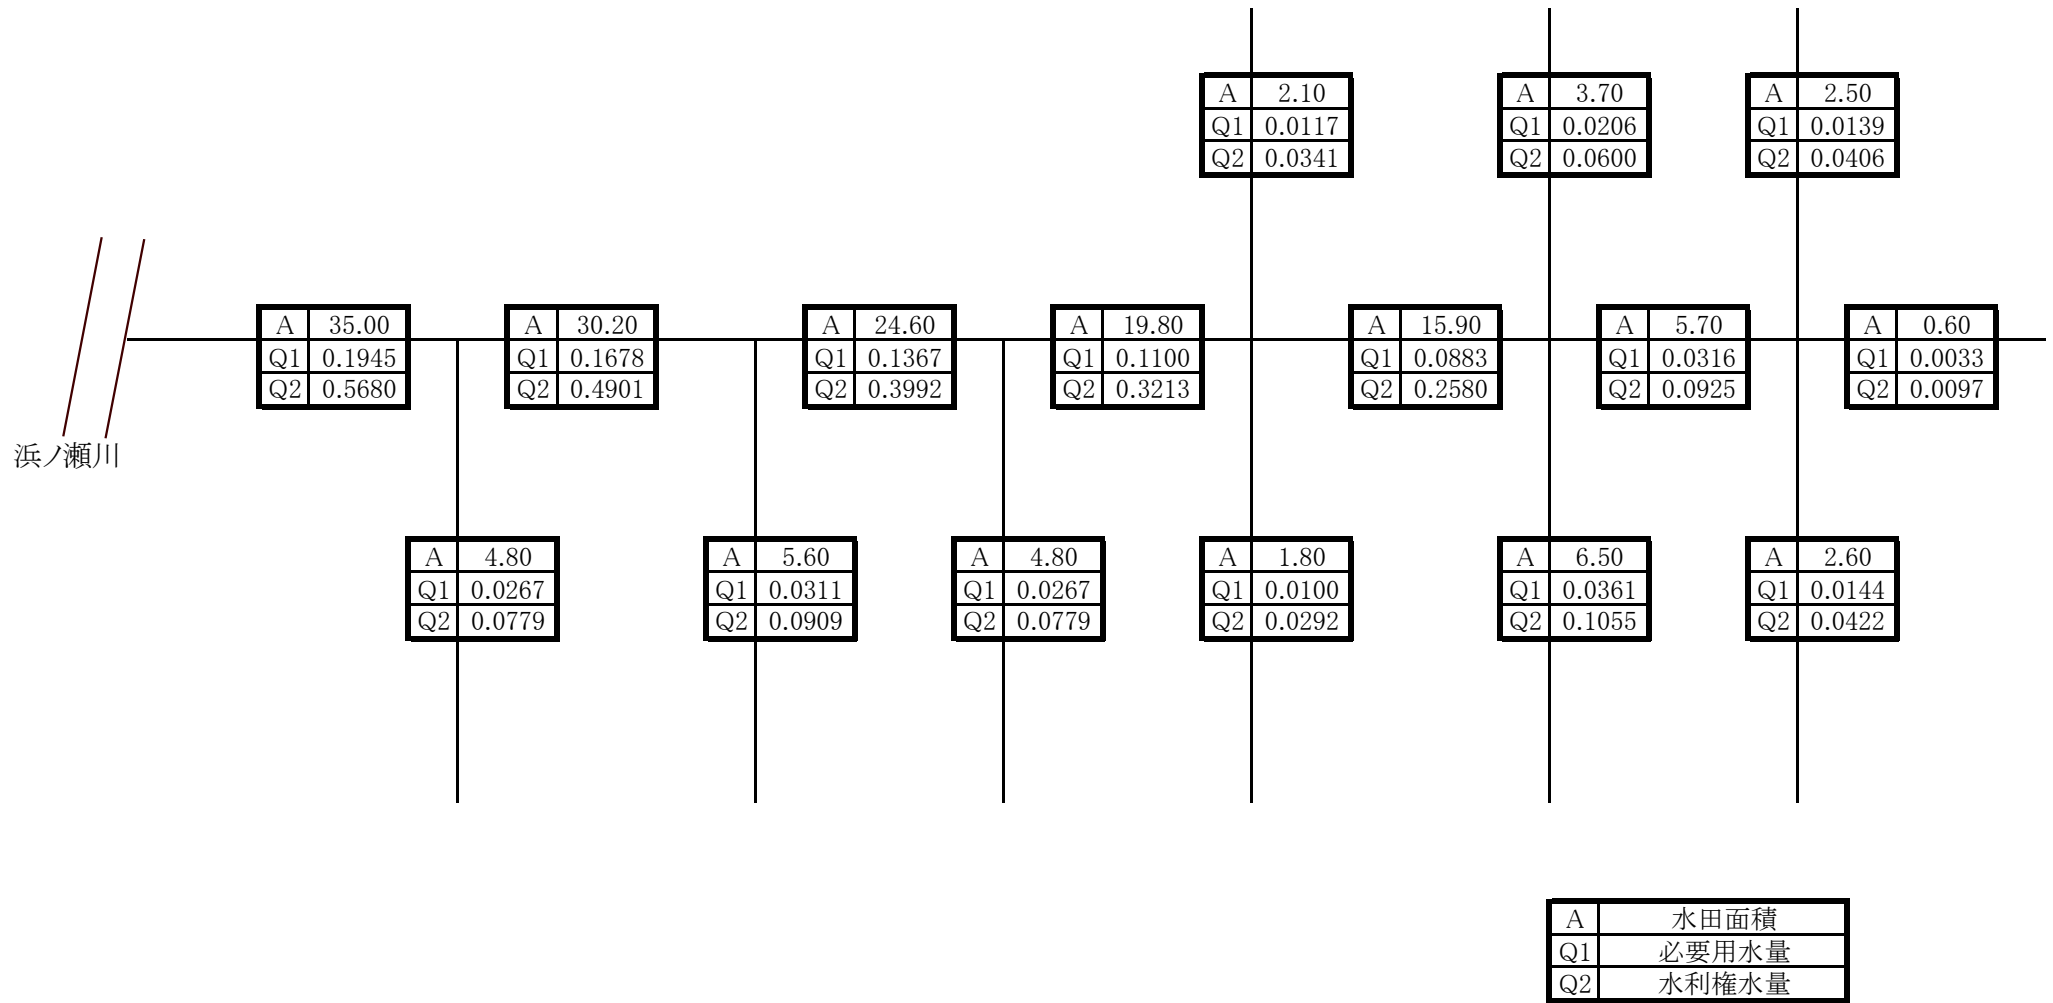 A 2.10 A 3.70 A 2.50
Q1 0.0117 Q1 0.0206 Q1 0.0139
Q2 0.0341 Q2 0.0600 Q2 0.0406
A 35.00 A 30.20 A 24.60 A 19.80 A 15.90 A 5.70 A 0.60
Q1 0.1945 Q1 0.1678 Q1 0.1367 Q1 0.1100 Q1 0.0883 Q1 0.0316 Q1 0.0033
Q2 0.5680 Q2 0.4901 Q2 0.3992 Q2 0.3213 Q2 0.2580 Q2 0.0925 Q2 0.0097
浜ノ瀬川
A 4.80 A 5.60 A 4.80 A 1.80 A 6.50 A 2.60
Q1 0.0267 Q1 0.0311 Q1 0.0267 Q1 0.0100 Q1 0.0361 Q1 0.0144
Q2 0.0779 Q2 0.0909 Q2 0.0779 Q2 0.0292 Q2 0.1055 Q2 0.0422
A 水田面積
Q1 必要用水量
Q2 水利権水量